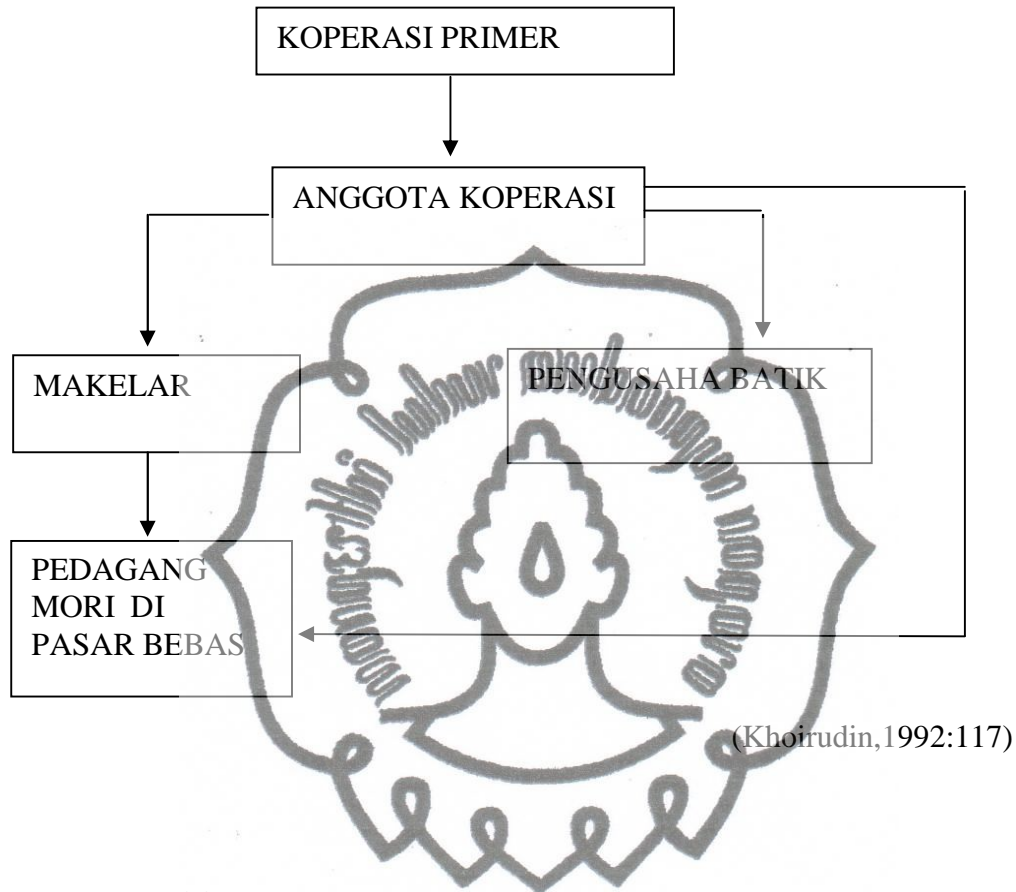 KOPERASI PRIMER
ANGGOTA KOPERASI
MAKELAR
PENGUSAHA BATIK
PEDAGANG
MORI DI
PASAR BEBAS
(Khoirudin,1992:117)